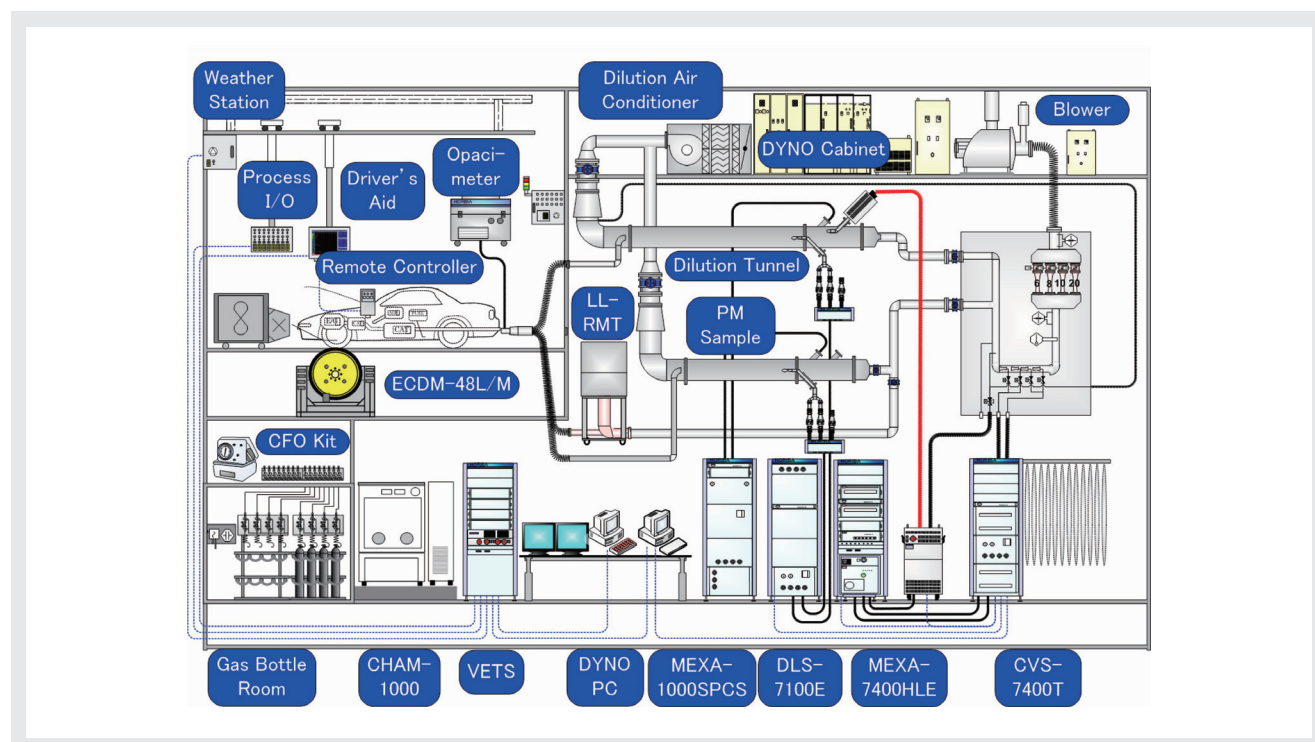 Weather
Station
Dilution Air
Conditioner
Blower
DYNO Cabinet
Opaci-
meter
Process
I/O
Driver's
Aid
Remote Controller
Dilution Tunnel
LL-
RMT
PM
Sample
6 8 10 20
ECDM-48L/M
CFO Kit
CAT
Gas Bottle
Room
CHAM-
1000
VETS
DYNO
PC
MEXA-
1000SPCS
DLS-
7100E
MEXA-
7400HLE
CVS-
7400T